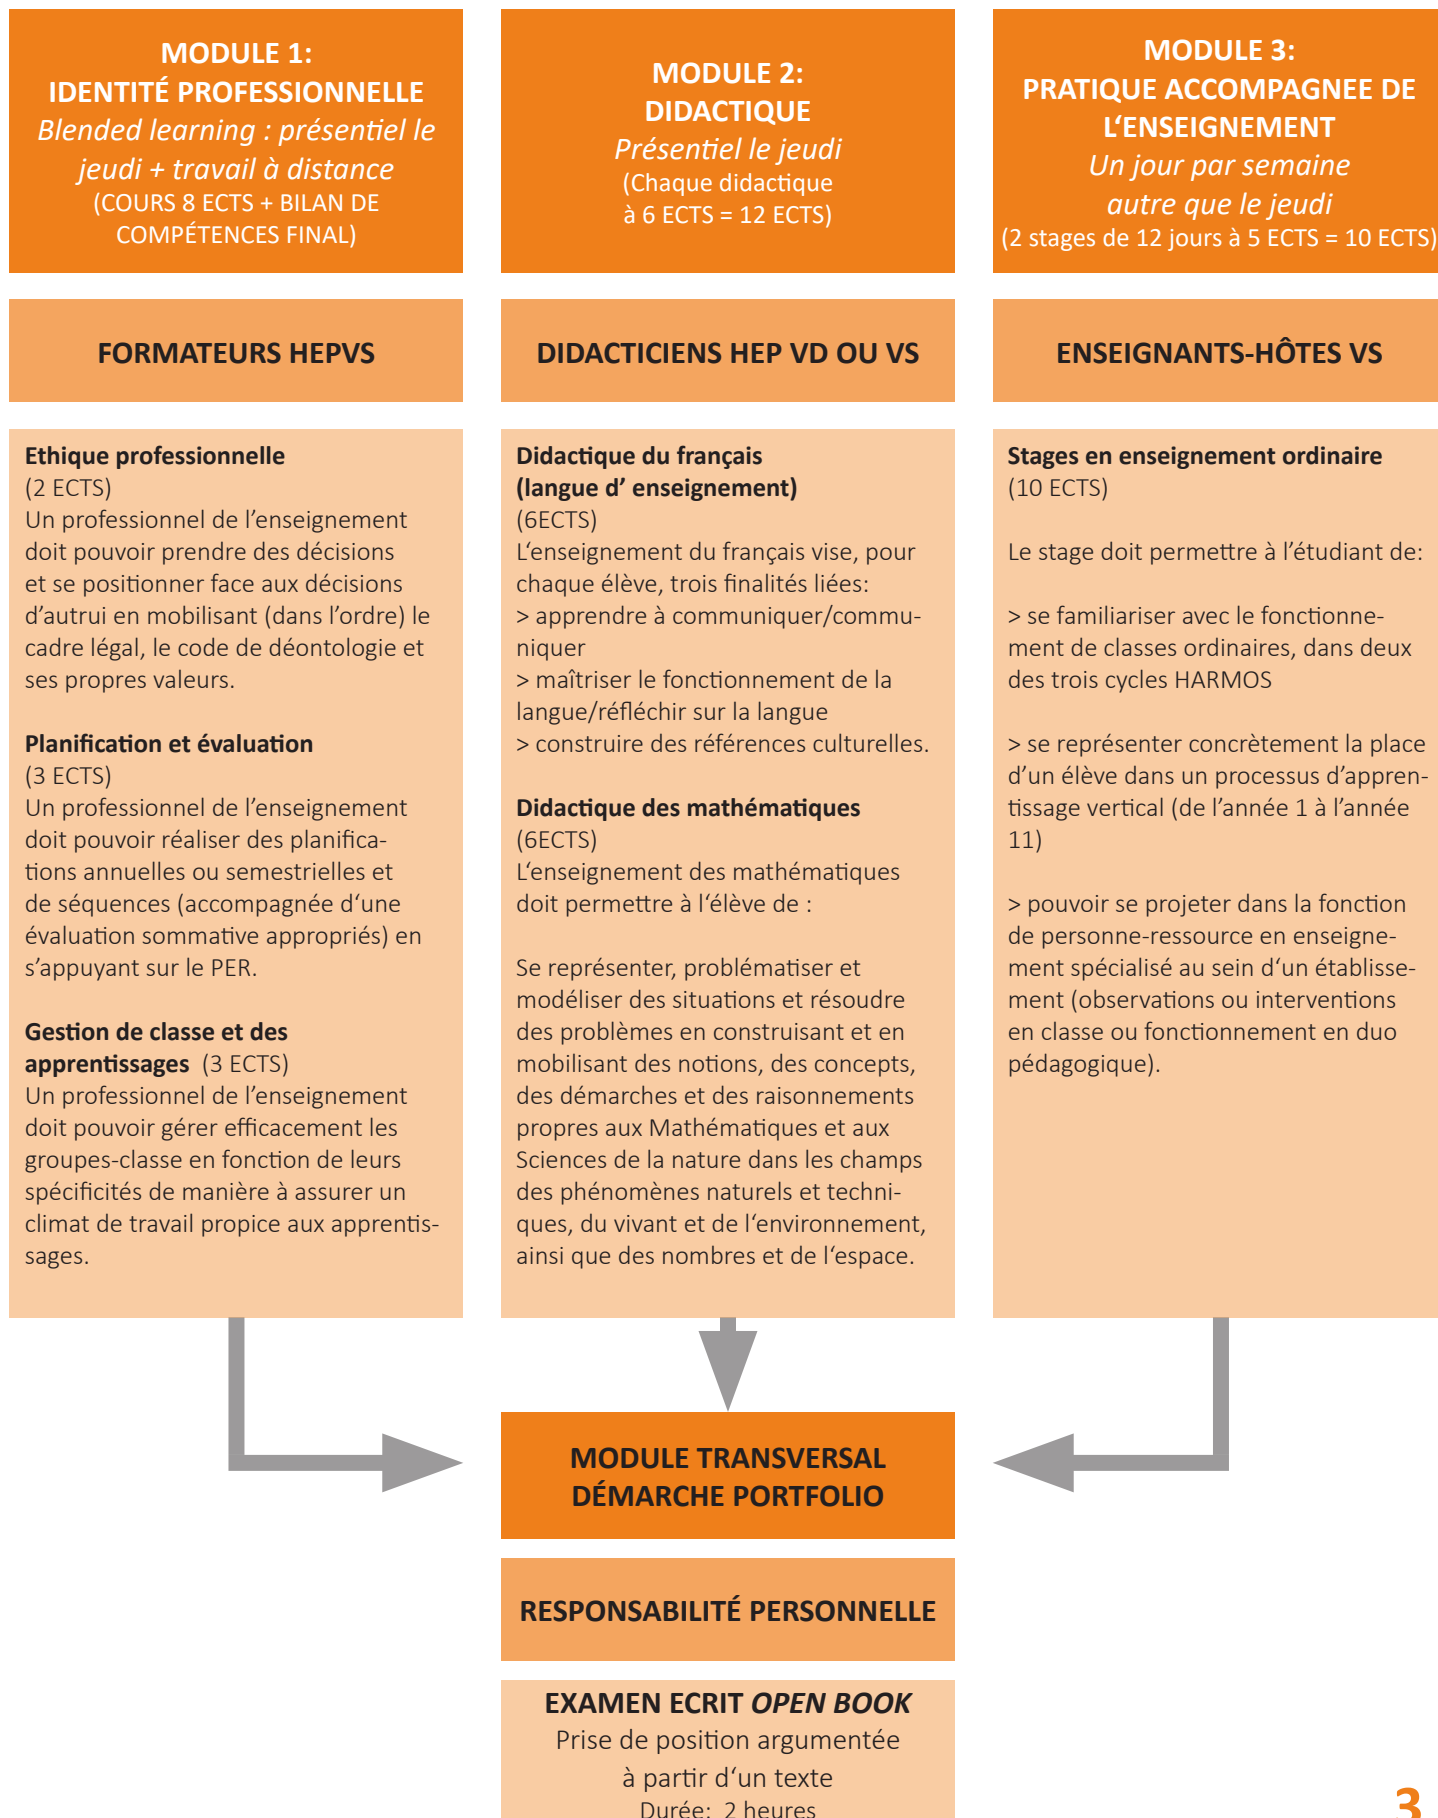 MODULE 1:
IDENTITÉ PROFESSIONNELLE
Blended learning : présentiel le
jeudi + travail à distance
(COURS 8 ECTS + BILAN DE
COMPÉTENCES FINAL)
FORMATEURS HEPVS
Ethique professionnelle
(2 ECTS)
Un professionnel de l’enseignement
doit pouvoir prendre des décisions
et se positionner face aux décisions
d’autrui en mobilisant (dans l’ordre) le
cadre légal, le code de déontologie et
ses propres valeurs.
Planification et évaluation
(3 ECTS)
Un professionnel de l’enseignement
doit pouvoir réaliser des planifica-
tions annuelles ou semestrielles et
de séquences (accompagnée d‘une
évaluation sommative appropriés) en
s’appuyant sur le PER.
Gestion de classe et des
apprentissages (3 ECTS)
Un professionnel de l’enseignement
doit pouvoir gérer efficacement les
groupes-classe en fonction de leurs
spécificités de manière à assurer un
climat de travail propice aux apprentis-
sages.
MODULE 2:
DIDACTIQUE
Présentiel le jeudi
(Chaque didactique
à 6 ECTS = 12 ECTS)
DIDACTICIENS HEP VD OU VS
Didactique du français
(langue d’ enseignement)
(6ECTS)
L‘enseignement du français vise, pour
chaque élève, trois finalités liées:
> apprendre à communiquer/commu-
niquer
> maîtriser le fonctionnement de la
langue/réfléchir sur la langue
> construire des références culturelles.
Didactique des mathématiques
(6ECTS)
L‘enseignement des mathématiques
doit permettre à l‘élève de :
Se représenter, problématiser et
modéliser des situations et résoudre
des problèmes en construisant et en
mobilisant des notions, des concepts,
des démarches et des raisonnements
propres aux Mathématiques et aux
Sciences de la nature dans les champs
des phénomènes naturels et techni-
ques, du vivant et de l‘environnement,
ainsi que des nombres et de l‘espace.
MODULE 3:
PRATIQUE ACCOMPAGNEE DE
L‘ENSEIGNEMENT
Un jour par semaine
autre que le jeudi
(2 stages de 12 jours à 5 ECTS = 10 ECTS)
ENSEIGNANTS-HÔTES VS
Stages en enseignement ordinaire
(10 ECTS)
Le stage doit permettre à l’étudiant de:
> se familiariser avec le fonctionne-
ment de classes ordinaires, dans deux
des trois cycles HARMOS
> se représenter concrètement la place
d’un élève dans un processus d’appren-
tissage vertical (de l’année 1 à l’année
11)
> pouvoir se projeter dans la fonction
de personne-ressource en enseigne-
ment spécialisé au sein d‘un établisse-
ment (observations ou interventions
en classe ou fonctionnement en duo
pédagogique).
MODULE TRANSVERSAL
DÉMARCHE PORTFOLIO
RESPONSABILITÉ PERSONNELLE
EXAMEN ECRIT OPEN BOOK
Prise de position argumentée
à partir d‘un texte
Durée: 2 heures
3